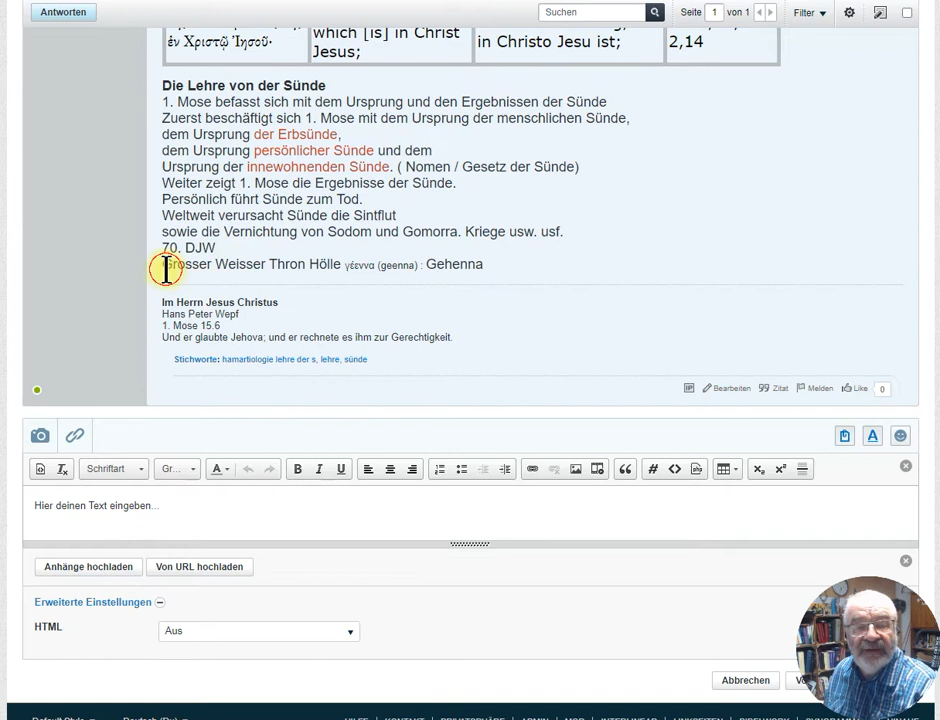 Antworten
Suchen
Seite 1 von 1
Filter
ἐν Χριστῷ Ἰησοῦ·
which [is] in Christ
Jesus;
in Christo Jesu ist;
2,14
Die Lehre von der Sünde
1. Mose befasst sich mit dem Ursprung und den Ergebnissen der Sünde
Zuerst beschäftigt sich 1. Mose mit dem Ursprung der menschlichen Sünde,
dem Ursprung der Erbsünde,
dem Ursprung persönlicher Sünde und dem
Ursprung der innewohnenden Sünde. ( Nomen / Gesetz der Sünde)
Weiter zeigt 1. Mose die Ergebnisse der Sünde.
Persönlich führt Sünde zum Tod.
Weltweit verursacht Sünde die Sintflut
sowie die Vernichtung von Sodom und Gomorra. Kriege usw. usf.
70. DJW
Grosser Weisser Thron Hölle γέεννα (geenna) : Gehenna
Im Herrn Jesus Christus
Hans Peter Wepf
1. Mose 15.6
Und er glaubte Jehova; und er rechnete es ihm zur Gerechtigkeit.
Stichworte: hamartiologie lehre der s, lehre, sünde
Bearbeiten Zitat Melden Like 0
Schriftart Gr... A B I U
Hier deinen Text eingeben...
Anhänge hochladen Von URL hochladen
Erweiterte Einstellungen
HTML Aus
Abbrechen